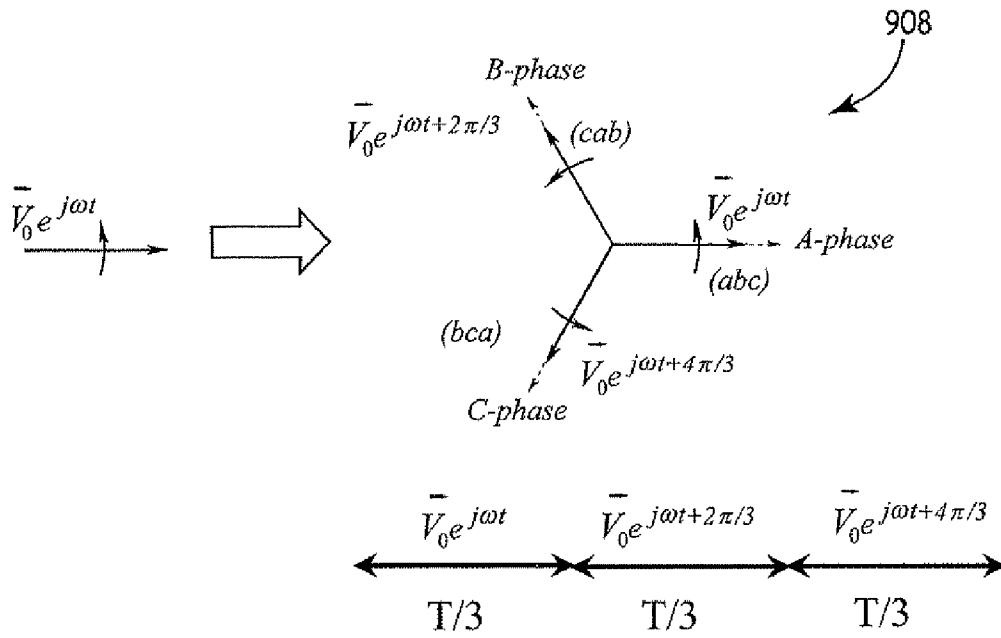 908
B-phase
V̅₀e^{jωt+2π/3}
(cab)
V̅₀e^{jωt}
V̅₀e^{jωt}
A-phase
(abc)
(bca)
V̅₀e^{jωt+4π/3}
C-phase
V̅₀e^{jωt} V̅₀e^{jωt+2π/3} V̅₀e^{jωt+4π/3}
T/3 T/3 T/3